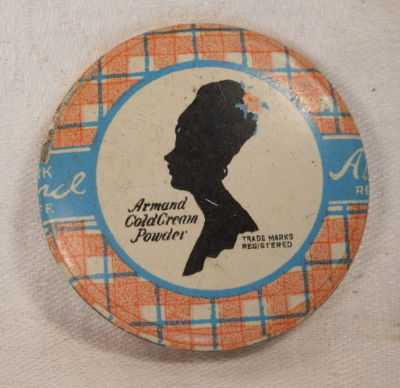 Armand
Cold Cream
Powder
TRADE MARKS
REGISTERED